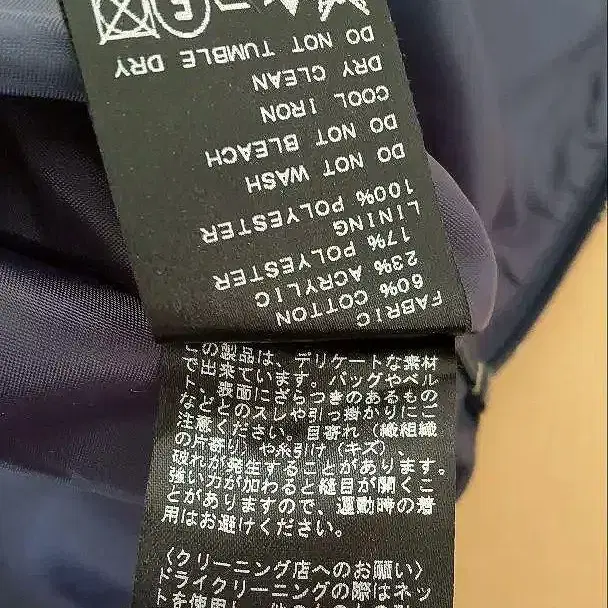 FABRIC
60% COTTON
23% ACRYLIC
17% POLYESTER
LINING
100% POLYESTER
DO NOT WASH
DO NOT BLEACH
COOL IRON
DRY CLEAN
DO NOT TUMBLE DRY
F
この製品は、デリケートな素材
で出来ています。バッグやベル
ト、表面にざらつきのあるもの
などとのスレや引っ掛かりにご
注意ください。目寄れ（織組織
の片寄り）や糸引け（キズ）、
破れが発生することがあります。
強い力が加わると縫目が開くこ
とがありますので、運動時の着
用はお避けください。
〈クリーニング店へのお願い〉
ドライクリーニングの際はネッ
トを使用し、他の